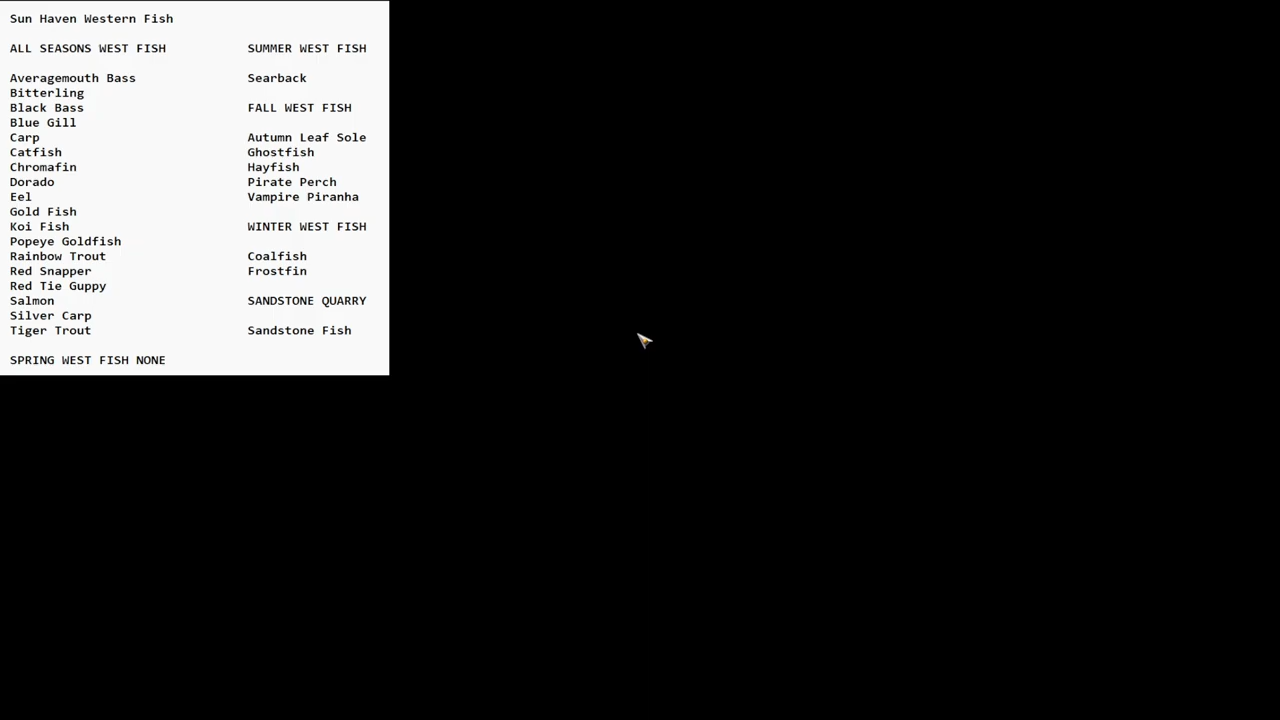 Sun Haven Western Fish
ALL SEASONS WEST FISH
Averagemouth Bass
Bitterling
Black Bass
Blue Gill
Carp
Catfish
Chromafin
Dorado
Eel
Gold Fish
Koi Fish
Popeye Goldfish
Rainbow Trout
Red Snapper
Red Tie Guppy
Salmon
Silver Carp
Tiger Trout
SPRING WEST FISH NONE
SUMMER WEST FISH
Searback
FALL WEST FISH
Autumn Leaf Sole
Ghostfish
Hayfish
Pirate Perch
Vampire Piranha
WINTER WEST FISH
Coalfish
Frostfin
SANDSTONE QUARRY
Sandstone Fish